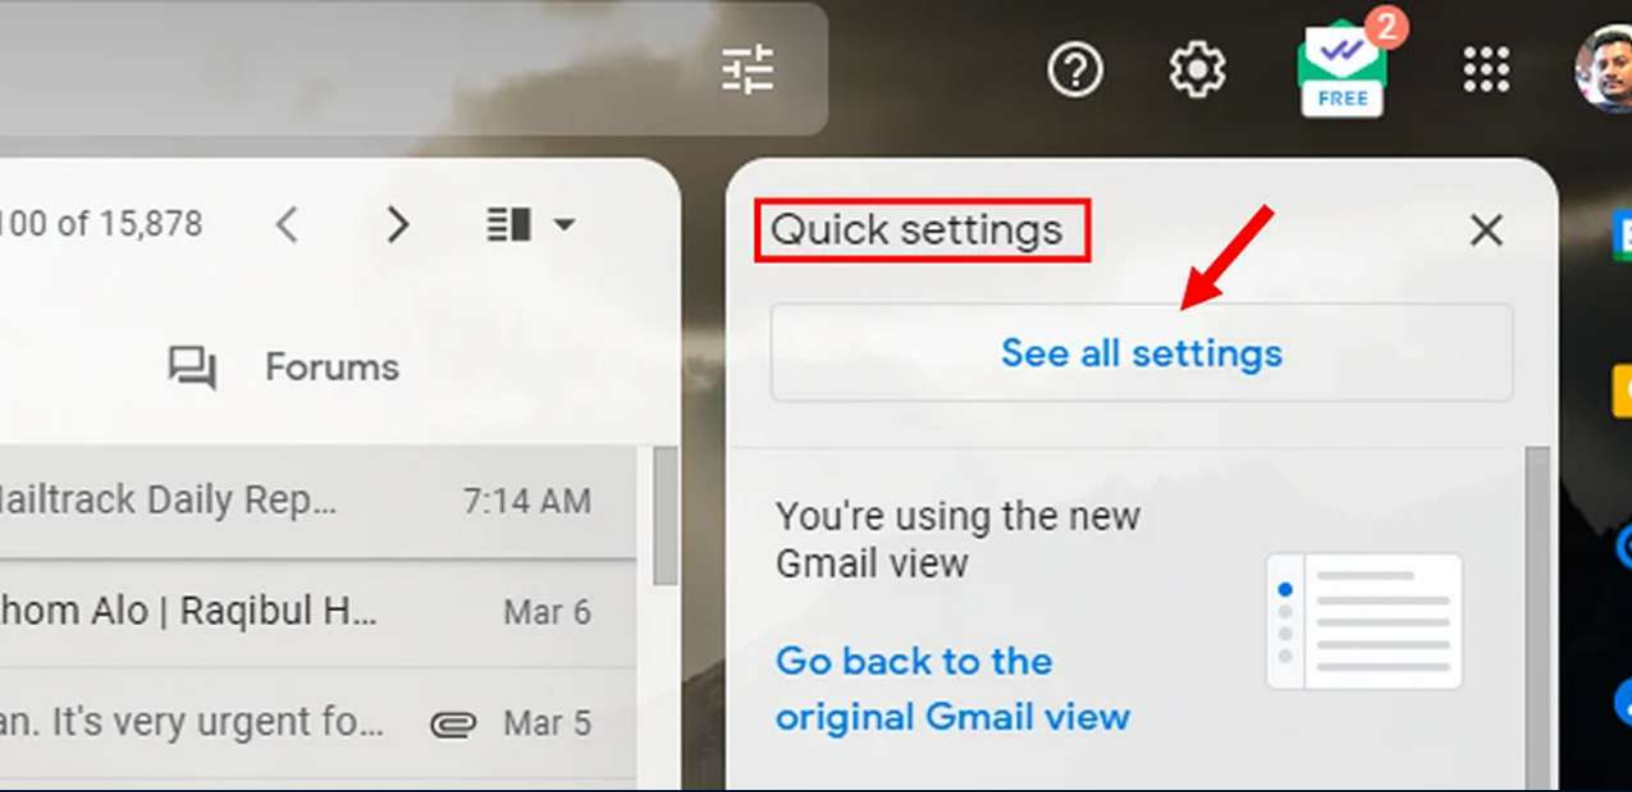 2
FREE
100 of 15,878
Quick settings
See all settings
Forums
Mailtrack Daily Rep... 7:14 AM
hom Alo | Raqibul H... Mar 6
an. It's very urgent fo... Mar 5
You're using the new
Gmail view
Go back to the
original Gmail view